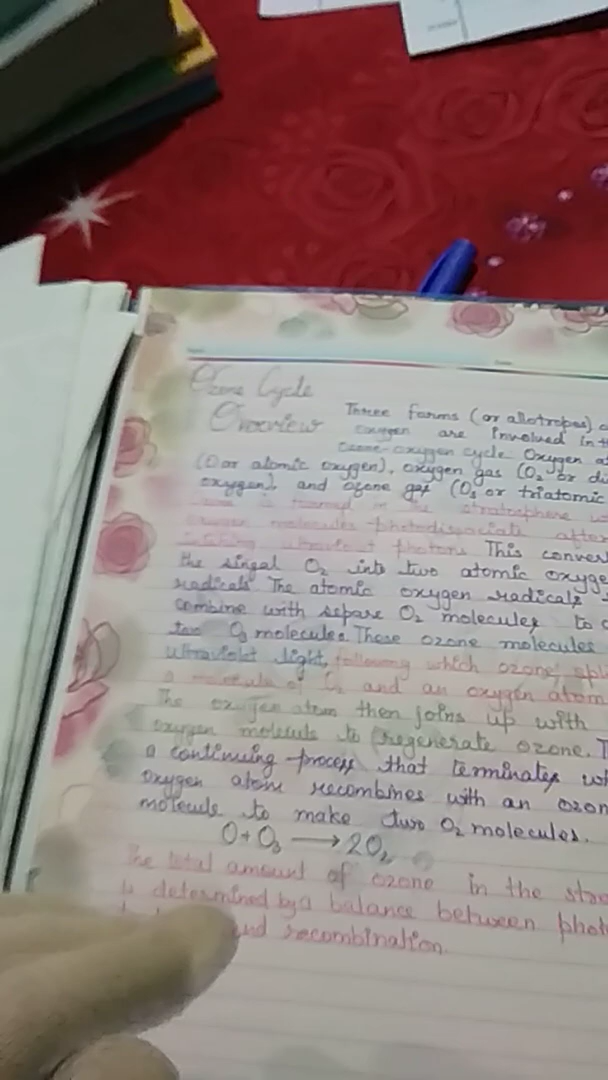 Ozone Cycle
Overview Three forms (or allotropes) o
oxygen are involved in th
ozone-oxygen cycle Oxygen a
(O or atomic oxygen), oxygen gas (O₂ or di
oxygen), and ozone gas (O₃ or triatomic
in the stratosphere w
oxygen molecules photodissociate after
ultraviolet photons This conver
the singal O₂ into two atomic oxyge
radicals The atomic oxygen radicals
combine with separe O₂ molecules to c
two O₃ molecules. These ozone molecules
ultraviolet light, following which ozone spli
a molecule of O₂ and an oxygen atom
The oxygen atom then joins up with
oxygen molecule to regenerate ozone. T
a continuing process that terminates w
oxygen atom recombines with an ozon
molecule to make two O₂ molecules.
O + O₃ ⟶ 2O₂
The total amount of ozone in the stra
is determined by a balance between phot
and recombination.